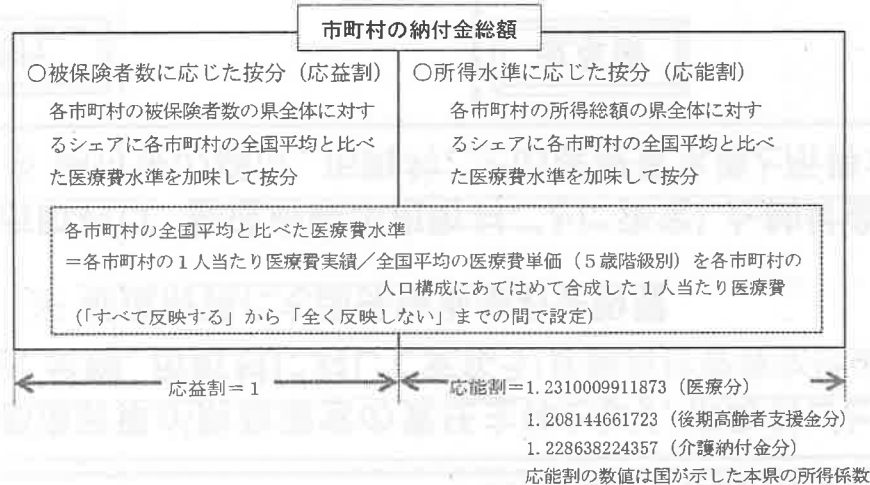 市町村の納付金総額
○被保険者数に応じた按分（応益割）
各市町村の被保険者数の県全体に対す
るシェアに各市町村の全国平均と比べ
た医療費水準を加味して按分
○所得水準に応じた按分（応能割）
各市町村の所得総額の県全体に対す
るシェアに各市町村の全国平均と比べ
た医療費水準を加味して按分
各市町村の全国平均と比べた医療費水準
＝各市町村の１人当たり医療費実績／全国平均の医療費単価（５歳階級別）を各市町村の
人口構成にあてはめて合成した１人当たり医療費
（「すべて反映する」から「全く反映しない」までの間で設定）
応益割＝１
応能割＝1.2310009911873（医療分）
1.208144661723（後期高齢者支援金分）
1.228638224357（介護納付金分）
応能割の数値は国が示した本県の所得係数